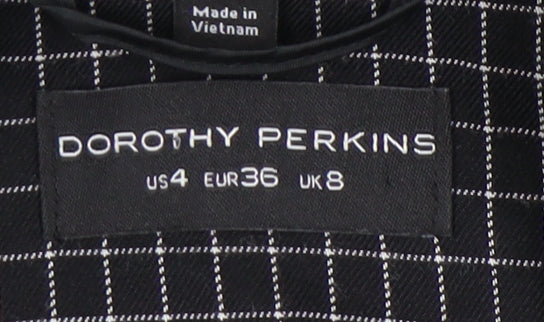 Made in
Vietnam
DOROTHY PERKINS
US4 EUR36 UK8